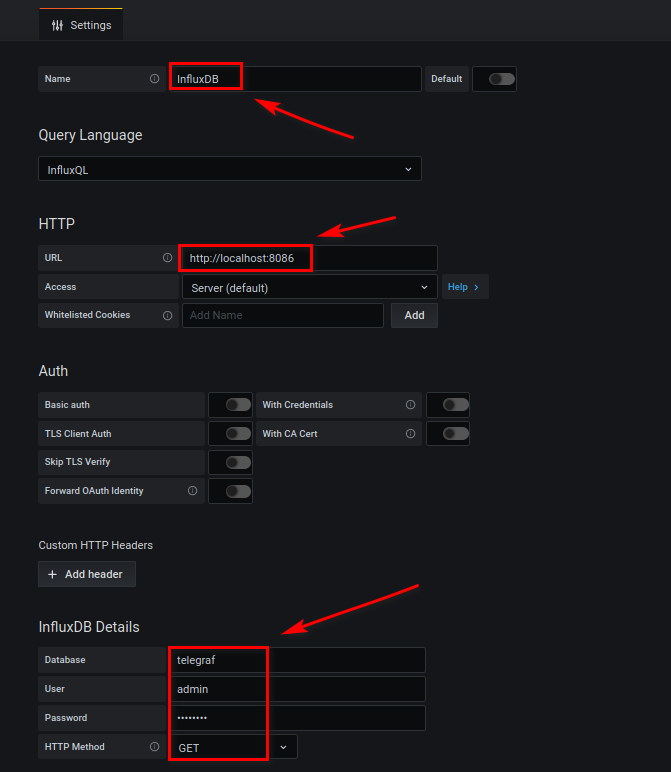 Settings
Name InfluxDB Default
Query Language
InfluxQL
HTTP
URL http://localhost:8086
Access Server (default) Help >
Whitelisted Cookies Add Name Add
Auth
Basic auth With Credentials
TLS Client Auth With CA Cert
Skip TLS Verify
Forward OAuth Identity
Custom HTTP Headers
+ Add header
InfluxDB Details
Database telegraf
User admin
Password ••••••••
HTTP Method GET